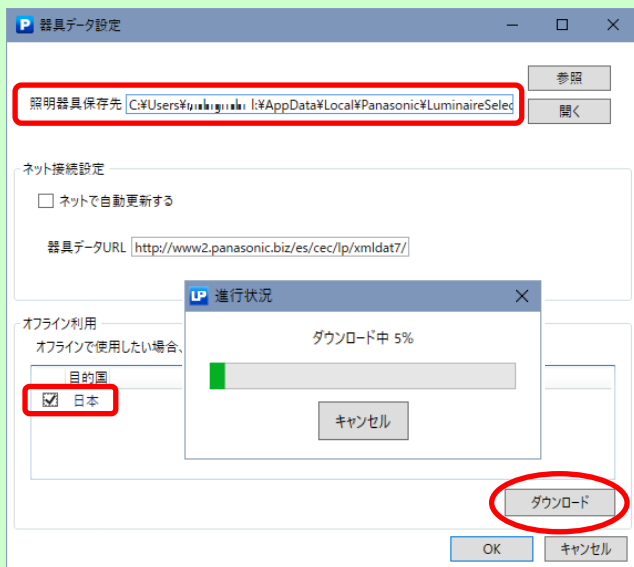 器具データ設定
参照
照明器具保存先 C:¥Users¥ ¥AppData¥Local¥Panasonic¥LuminaireSelec
開く
ネット接続設定
ネットで自動更新する
器具データURL http://www2.panasonic.biz/es/cec/lp/xmldat7/
LP 進行状況
ダウンロード中 5%
キャンセル
オフライン利用
オフラインで使用したい場合、
目的国
日本
ダウンロード
OK キャンセル